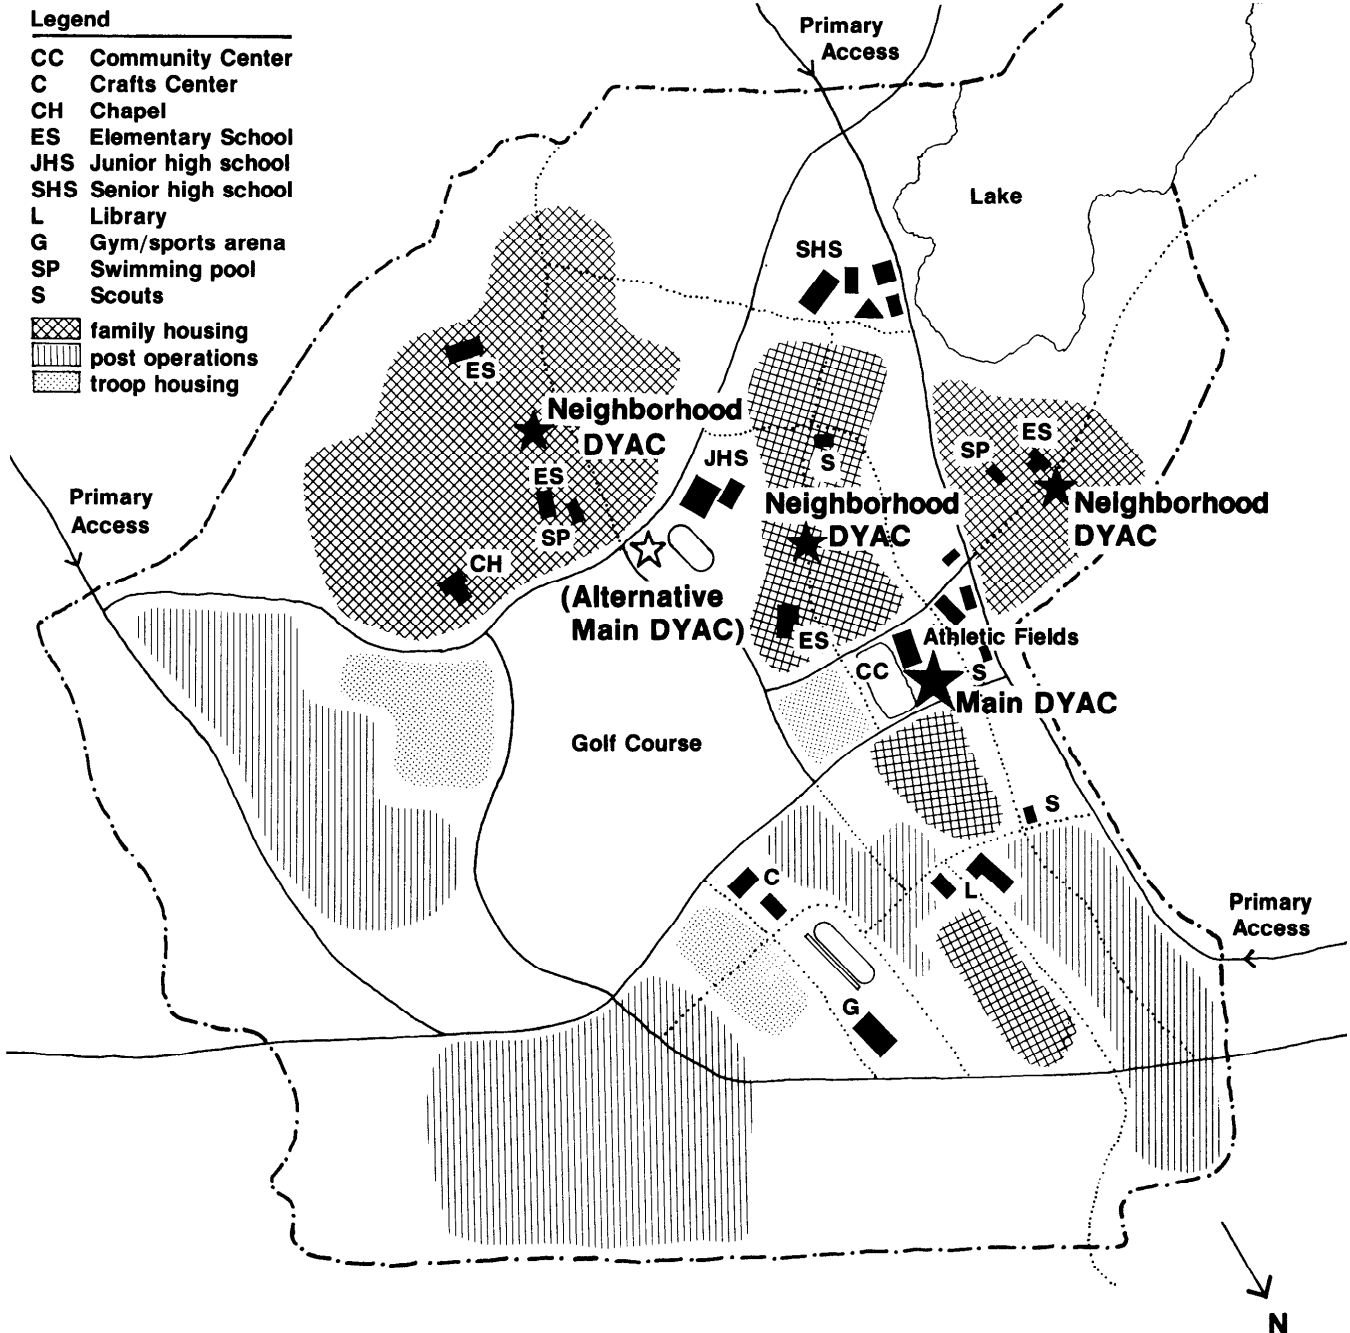 Legend
CC Community Center
C Crafts Center
CH Chapel
ES Elementary School
JHS Junior high school
SHS Senior high school
L Library
G Gym/sports arena
SP Swimming pool
S Scouts
family housing
post operations
troop housing
Primary
Access
Lake
SHS
ES
Neighborhood
DYAC
JHS
S
ES
SP
Neighborhood
DYAC
Neighborhood
DYAC
Primary
Access
ES
SP
CH
(Alternative
Main DYAC)
ES
Athletic Fields
CC
S
Main DYAC
Golf Course
S
C
L
G
Primary
Access
N